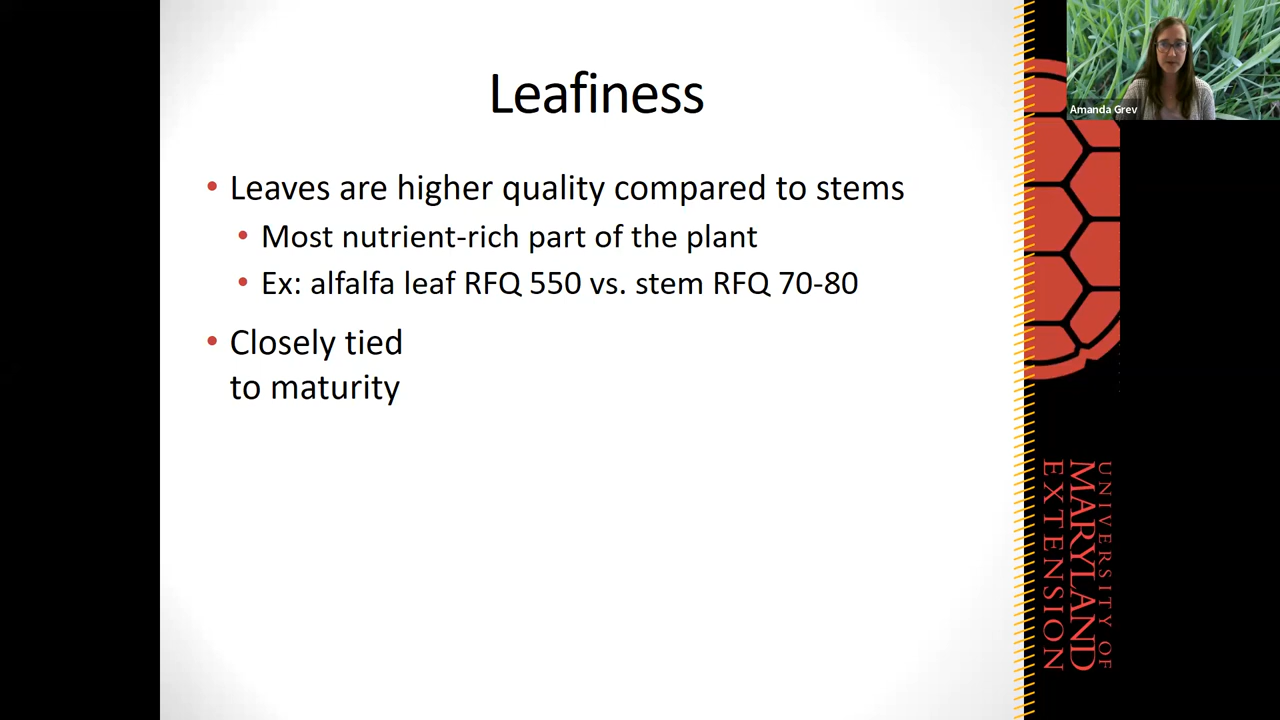 Leafiness
• Leaves are higher quality compared to stems
• Most nutrient-rich part of the plant
• Ex: alfalfa leaf RFQ 550 vs. stem RFQ 70-80
• Closely tied
to maturity
Amanda Grev
UNIVERSITY OF
MARYLAND
EXTENSION